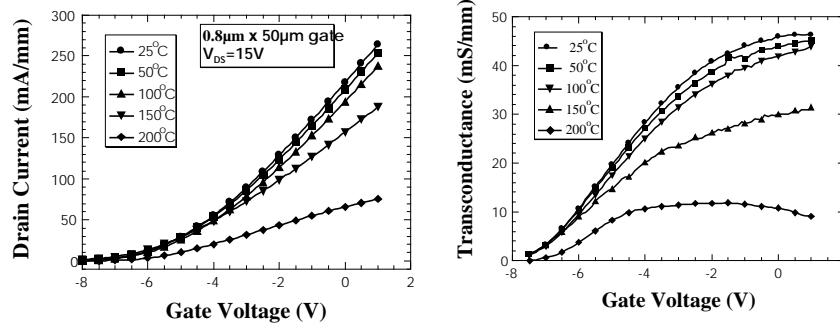 300
250
200
150
100
50
0
-8 -6 -4 -2 0 2
Drain Current (mA/mm)
Gate Voltage (V)
25°C
50°C
100°C
150°C
200°C
0.8μm x 50μm gate
V_DS=15V
50
40
30
20
10
0
-8 -6 -4 -2 0 2
Transconductance (mS/mm)
Gate Voltage (V)
25°C
50°C
100°C
150°C
200°C